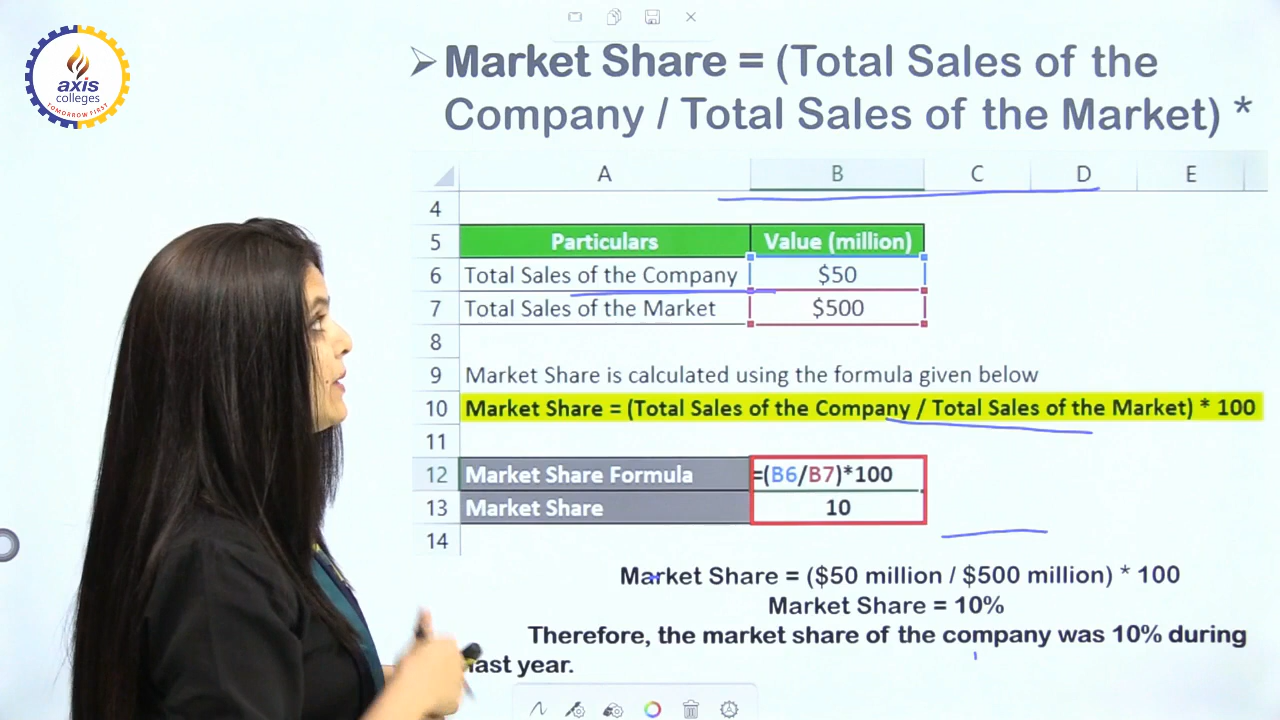 axis
colleges
TOMORROW FIRST
➢ Market Share = (Total Sales of the
Company / Total Sales of the Market) *
A B C D E
4
5 Particulars Value (million)
6 Total Sales of the Company $50
7 Total Sales of the Market $500
8
9 Market Share is calculated using the formula given below
10 Market Share = (Total Sales of the Company / Total Sales of the Market) * 100
11
12 Market Share Formula =(B6/B7)*100
13 Market Share 10
14
Market Share = ($50 million / $500 million) * 100
Market Share = 10%
Therefore, the market share of the company was 10% during
last year.